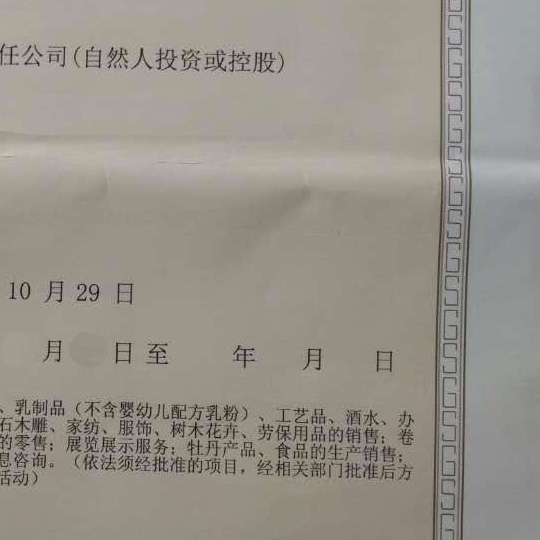 任公司(自然人投资或控股)
10 月 29 日
月 日 至 年 月 日
、乳制品（不含婴幼儿配方乳粉）、工艺品、酒水、办
石木雕、家纺、服饰、树木花卉、劳保用品的销售；卷
的零售；展览展示服务；牡丹产品、食品的生产销售；
息咨询。（依法须经批准的项目，经相关部门批准后方
活动）